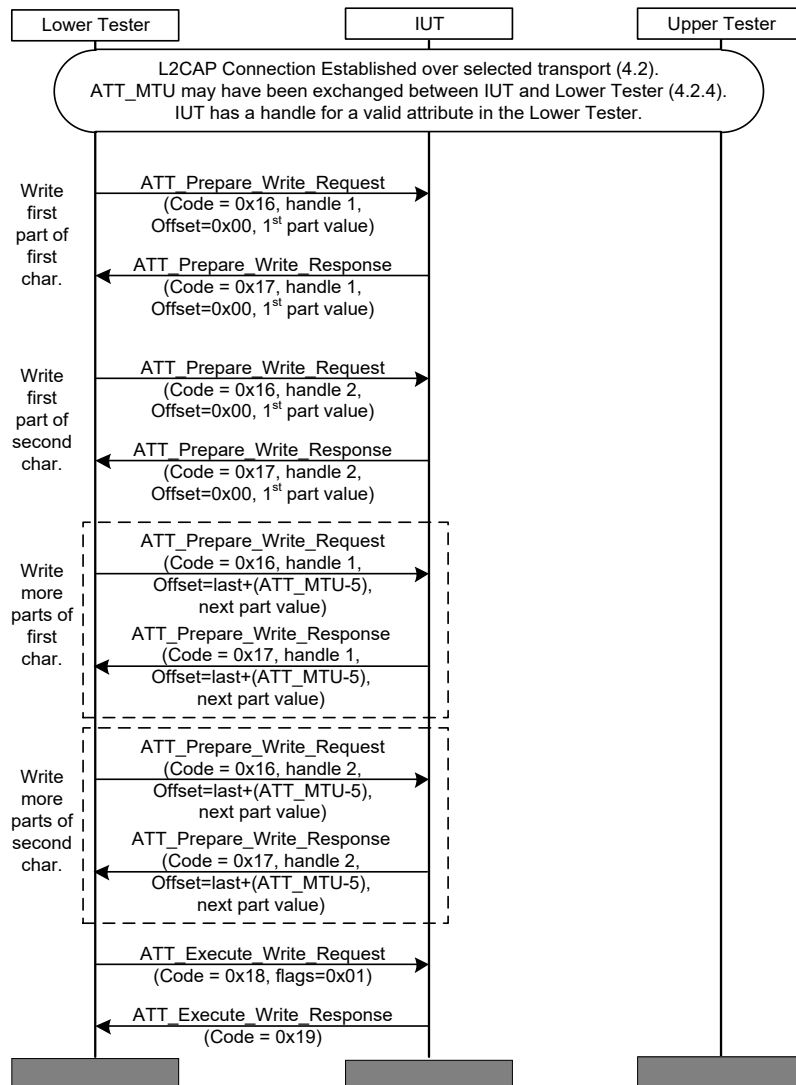 Lower Tester
IUT
Upper Tester
L2CAP Connection Established over selected transport (4.2).
ATT_MTU may have been exchanged between IUT and Lower Tester (4.2.4).
IUT has a handle for a valid attribute in the Lower Tester.
Write
first
part of
first
char.
ATT_Prepare_Write_Request
(Code = 0x16, handle 1,
Offset=0x00, 1st part value)
ATT_Prepare_Write_Response
(Code = 0x17, handle 1,
Offset=0x00, 1st part value)
Write
first
part of
second
char.
ATT_Prepare_Write_Request
(Code = 0x16, handle 2,
Offset=0x00, 1st part value)
ATT_Prepare_Write_Response
(Code = 0x17, handle 2,
Offset=0x00, 1st part value)
Write
more
parts of
first
char.
ATT_Prepare_Write_Request
(Code = 0x16, handle 1,
Offset=last+(ATT_MTU-5),
next part value)
ATT_Prepare_Write_Response
(Code = 0x17, handle 1,
Offset=last+(ATT_MTU-5),
next part value)
Write
more
parts of
second
char.
ATT_Prepare_Write_Request
(Code = 0x16, handle 2,
Offset=last+(ATT_MTU-5),
next part value)
ATT_Prepare_Write_Response
(Code = 0x17, handle 2,
Offset=last+(ATT_MTU-5),
next part value)
ATT_Execute_Write_Request
(Code = 0x18, flags=0x01)
ATT_Execute_Write_Response
(Code = 0x19)